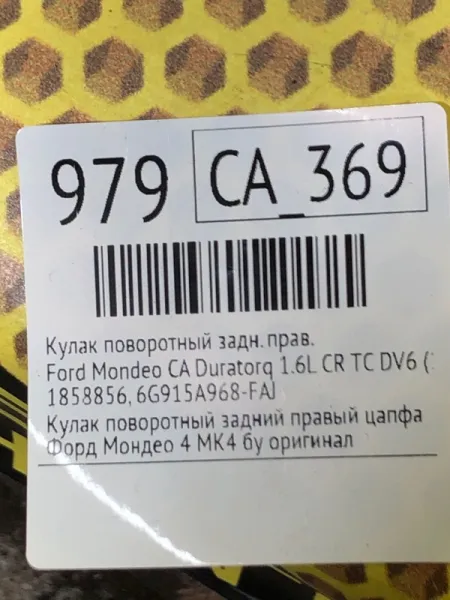 979 CA_369
Кулак поворотный задн. прав.
Ford Mondeo CA Duratorq 1.6L CR TC DV6 (
1858856, 6G915A968-FAJ
Кулак поворотный задний правый цапфа
Форд Мондео 4 МК4 бу оригинал